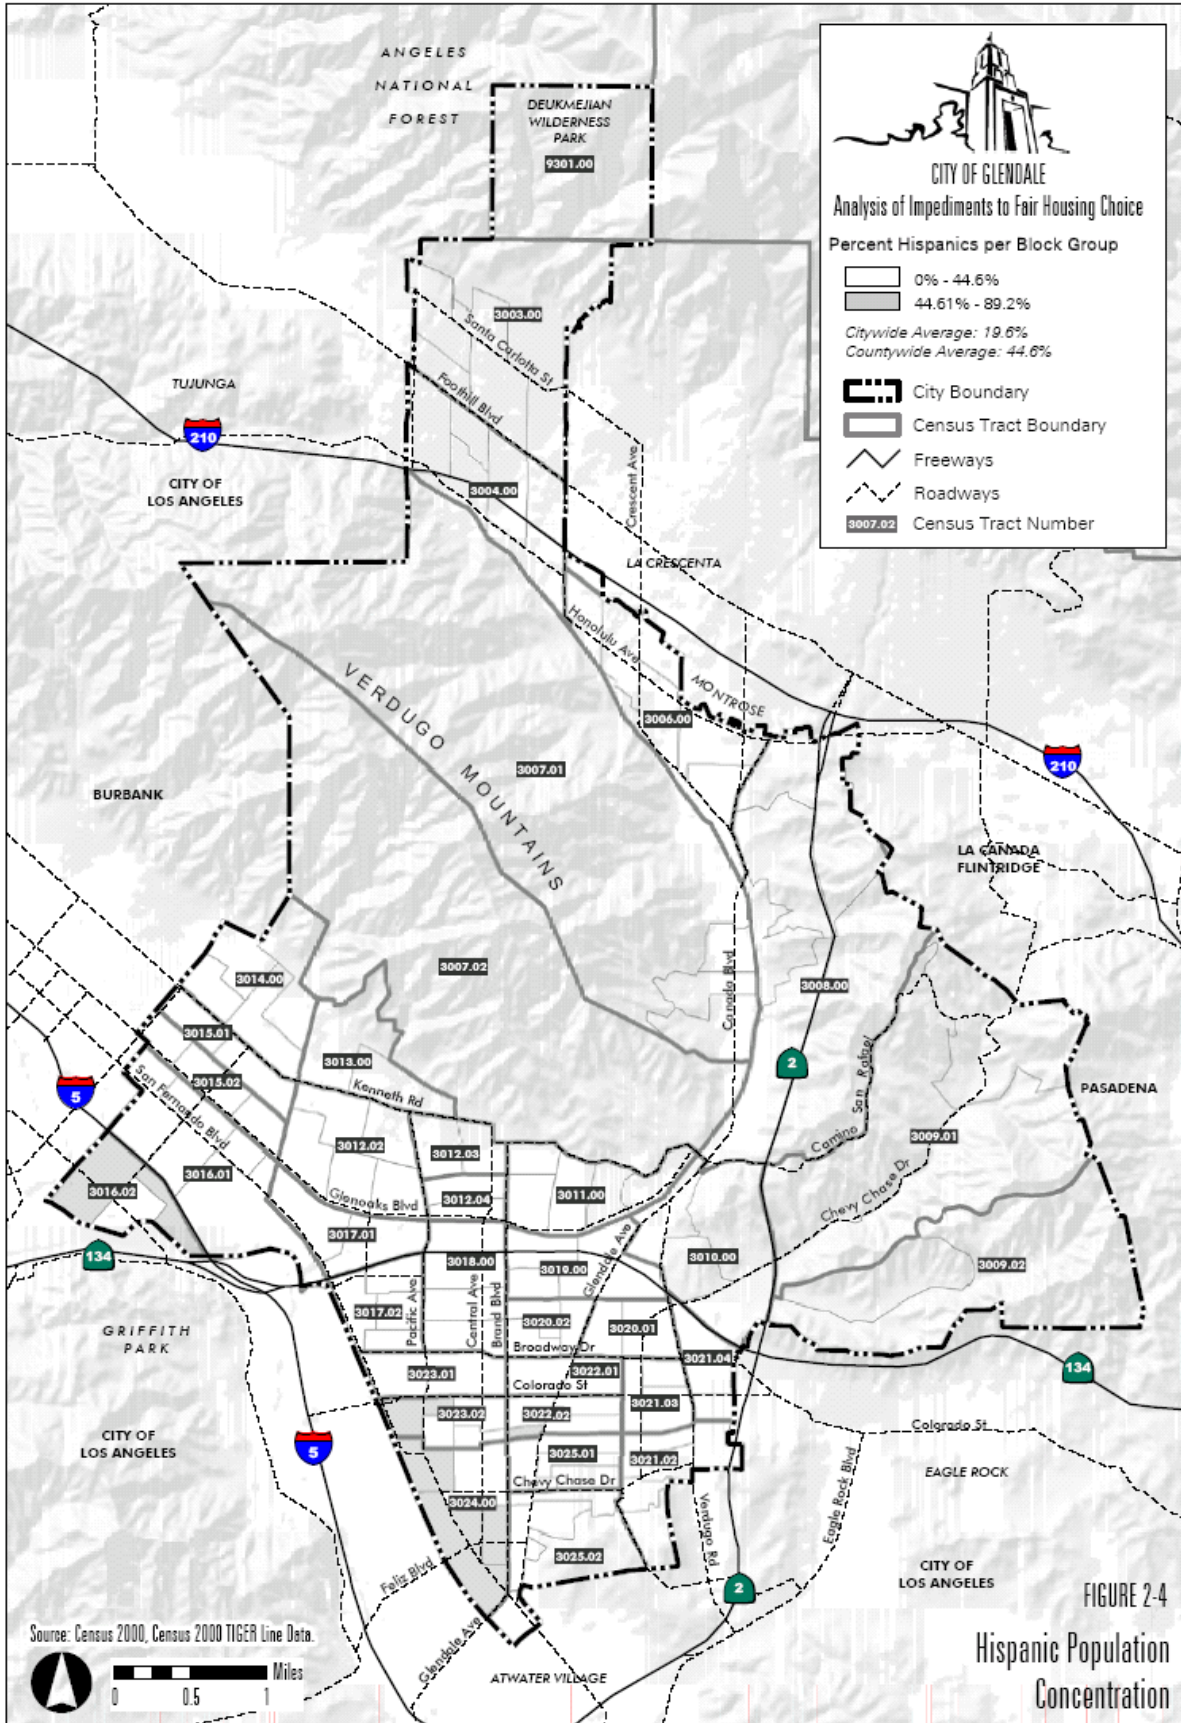 ANGELES
NATIONAL
FOREST
DEUKMEJIAN
WILDERNESS
PARK
9301.00
CITY OF GLENDALE
Analysis of Impediments to Fair Housing Choice
Percent Hispanics per Block Group
0% - 44.6%
44.61% - 89.2%
Citywide Average: 19.6%
Countywide Average: 44.6%
City Boundary
Census Tract Boundary
Freeways
Roadways
3007.02 Census Tract Number
3003.00
Santa Carlotta St
Foothill Blvd
TUJUNGA
210
CITY OF
LOS ANGELES
3004.00
Crescent Ave
LA CRESCENTA
Honolulu Ave
MONTROSE
3006.00
VERDUGO MOUNTAINS
3007.01
210
BURBANK
LA CANADA
FLINTRIDGE
3014.00
3007.02
Canada Blvd
3008.00
3015.01
3013.00
2
San Rafael
Camino
3015.02
San Fernando Blvd
Kenneth Rd
5
PASADENA
3009.01
3012.02
3012.03
3016.01
3016.02
Glenoaks Blvd
3012.04
3011.00
Chevy Chase Dr
3017.01
134
3018.00
3019.00
Glendale Ave
3010.00
3009.02
GRIFFITH
PARK
3017.02
Pacific Ave
Central Ave
Brand Blvd
3020.02
3020.01
Broadway Dr
3021.04
134
3023.01
3022.01
Colorado St
3021.03
3023.02
3022.02
Colorado St
CITY OF
LOS ANGELES
5
3025.01
3021.02
Chevy Chase Dr
EAGLE ROCK
Eagle Rock Blvd
3024.00
Verdugo Rd
3025.02
Feliz Blvd
CITY OF
LOS ANGELES
2
FIGURE 2-4
Source: Census 2000, Census 2000 TIGER Line Data.
Glendale Ave
Hispanic Population
Concentration
Miles
0 0.5 1
ATWATER VILLAGE